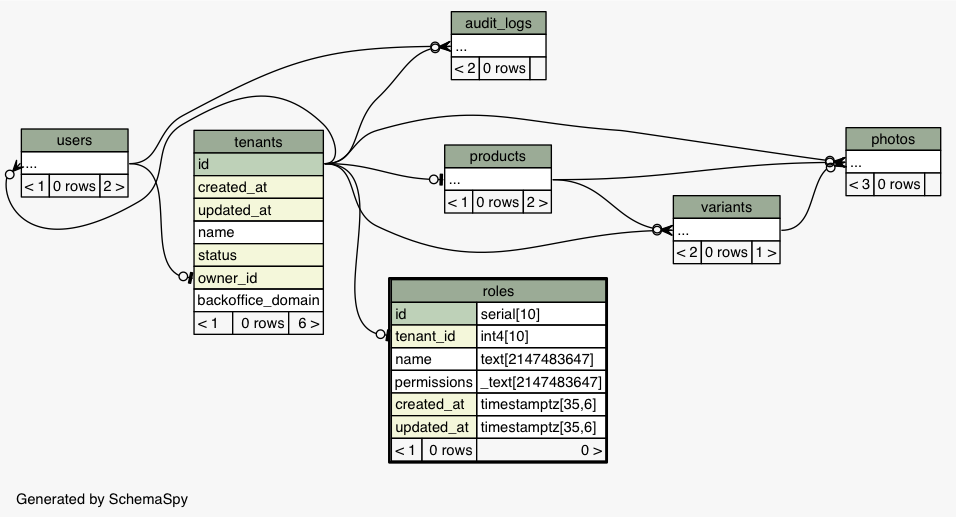 audit_logs
...
< 2 0 rows
users
...
< 1 0 rows 2 >
tenants
id
created_at
updated_at
name
status
owner_id
backoffice_domain
< 1 0 rows 6 >
products
...
< 1 0 rows 2 >
photos
...
< 3 0 rows
variants
...
< 2 0 rows 1 >
roles
id serial[10]
tenant_id int4[10]
name text[2147483647]
permissions _text[2147483647]
created_at timestamptz[35,6]
updated_at timestamptz[35,6]
< 1 0 rows 0 >
Generated by SchemaSpy